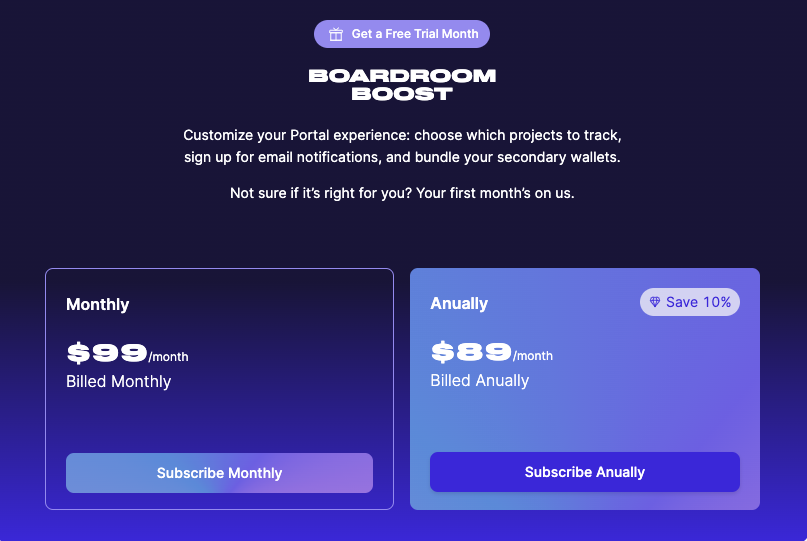 Get a Free Trial Month
BOARDROOM
BOOST
Customize your Portal experience: choose which projects to track,
sign up for email notifications, and bundle your secondary wallets.
Not sure if it’s right for you? Your first month’s on us.
Monthly
$99/month
Billed Monthly
Subscribe Monthly
Anually
Save 10%
$89/month
Billed Anually
Subscribe Anually